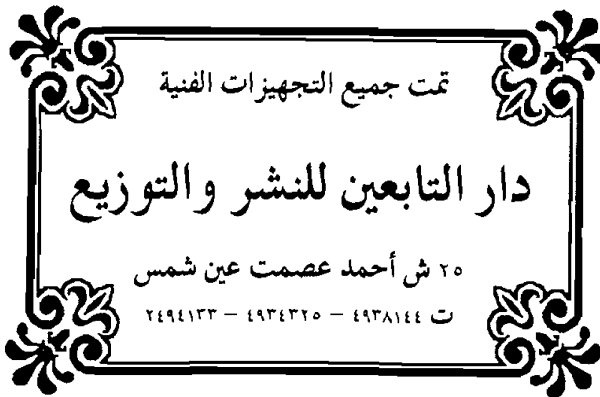 تمت جميع التجهيزات الفنية
دار التابعين للنشر والتوزيع
٢٥ ش أحمد عصمت عين شمس
ت ٤٩٣٨١٤٤ – ٤٩٣٤٣٢٥ – ٢٤٩٤١٣٣